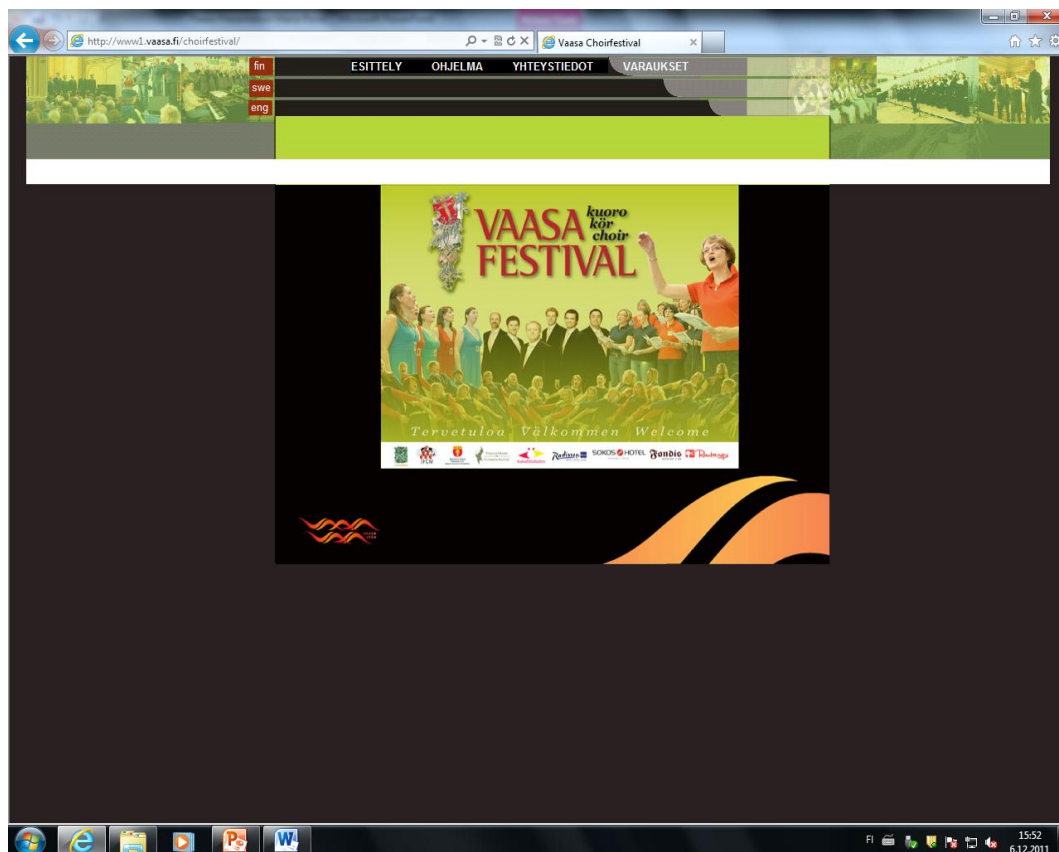 http://www1.vaasa.fi/choirfestival/
Vaasa Choirfestival
fin
swe
eng
ESITTELY OHJELMA YHTEYSTIEDOT VARAUKSET
VAASA
FESTIVAL
kuoro
kör
choir
Tervetuloa Välkommen Welcome
Radisson SOKOS HOTEL Fondis
FI
15:52
6.12.2011